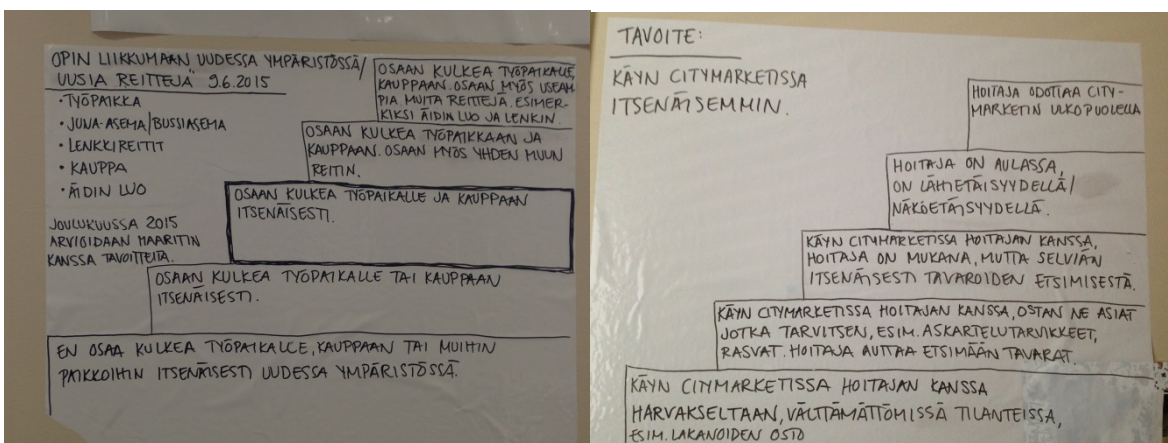 OPIN LIIKKUMAAN UUDESSA YMPÄRISTÖSSÄ/
UUSIA REITTEJÄ" 9.6.2015
• TYÖPAIKKA
• JUNA-ASEMA/BUSSIASEMA
• LENKKIREITIT
• KAUPPA
• ÄIDIN LUO
JOULUKUUSSA 2015
ARVIOIDAAN MAARITIN
KANSSA TAVOITTEITA.
OSAAN KULKEA TYÖPAIKALLE,
KAUPPAAN. OSAAN MYÖS USEAM-
PIA MUITA REITTEJÄ. ESIMER-
KIKSI ÄIDIN LUO JA LENKIN.
OSAAN KULKEA TYÖPAIKKAAN JA
KAUPPAAN. OSAAN MYÖS YHDEN MUUN
REITIN.
OSAAN KULKEA TYÖPAIKALLE JA KAUPPAAN
ITSENÄISESTI.
OSAAN KULKEA TYÖPAIKALLE TAI KAUPPAAN
ITSENÄISESTI.
EN OSAA KULKEA TYÖPAIKALLE, KAUPPAAN TAI MUIHIN
PAIKKOIHIN ITSENÄISESTI UUDESSA YMPÄRISTÖSSÄ.
TAVOITE:
KÄYN CITYMARKETISSA
ITSENÄISEMMIN.
HOITAJA ODOTTAA CITY-
MARKETIN ULKOPUOLELLA
HOITAJA ON AULASSA,
ON LÄHIETÄISYYDELLÄ/
NÄKÖETÄISYYDELLÄ.
KÄYN CITYMARKETISSA HOITAJAN KANSSA,
HOITAJA ON MUKANA, MUTTA SELVIÄN
ITSENÄISESTI TAVAROIDEN ETSIMISESTÄ.
KÄYN CITYMARKETISSA HOITAJAN KANSSA, OSTAN NE ASIAT
JOTKA TARVITSEN, ESIM. ASKARTELUTARVIKKEET,
RASVAT. HOITAJA AUTTAA ETSIMÄÄN TAVARAT.
KÄYN CITYMARKETISSA HOITAJAN KANSSA
HARVAKSELTAAN, VÄLTTÄMÄTTÖMISSÄ TILANTEISSA,
ESIM. LAKANOIDEN OSTO